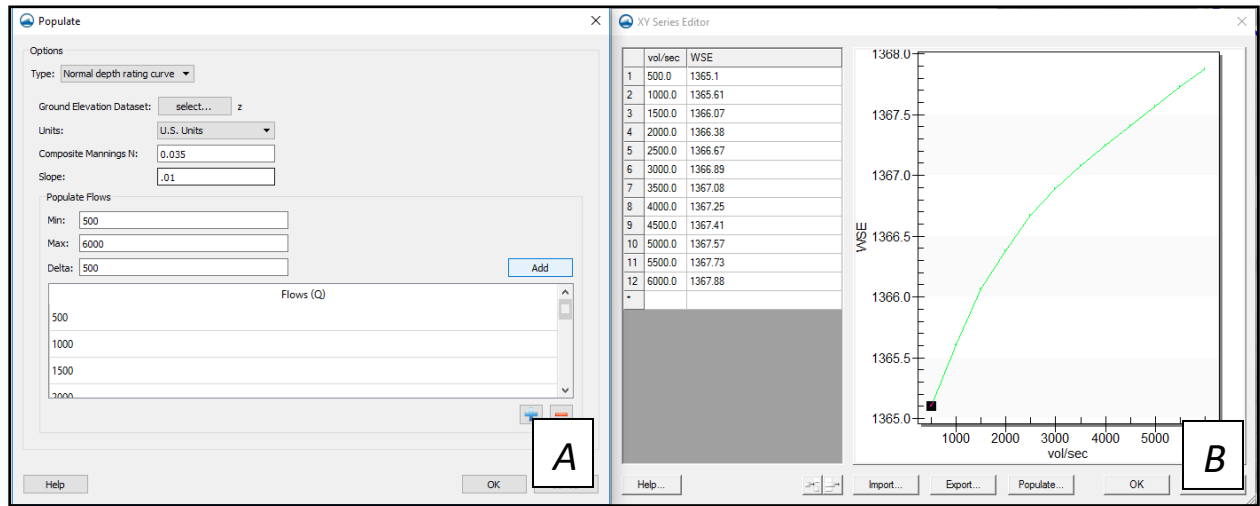 Populate
Options
Type: Normal depth rating curve
Ground Elevation Dataset: select... z
Units: U.S. Units
Composite Mannings N: 0.035
Slope: .01
Populate Flows
Min: 500
Max: 6000
Delta: 500 Add
Flows (Q)
500
1000
1500
2000
Help OK
A
XY Series Editor
vol/sec WSE
1 500.0 1365.1
2 1000.0 1365.61
3 1500.0 1366.07
4 2000.0 1366.38
5 2500.0 1366.67
6 3000.0 1366.89
7 3500.0 1367.08
8 4000.0 1367.25
9 4500.0 1367.41
10 5000.0 1367.57
11 5500.0 1367.73
12 6000.0 1367.88
*
1368.0
1367.5
1367.0
1366.5
1366.0
1365.5
1365.0
WSE
1000 2000 3000 4000 5000
vol/sec
Help... Import... Export... Populate... OK
B